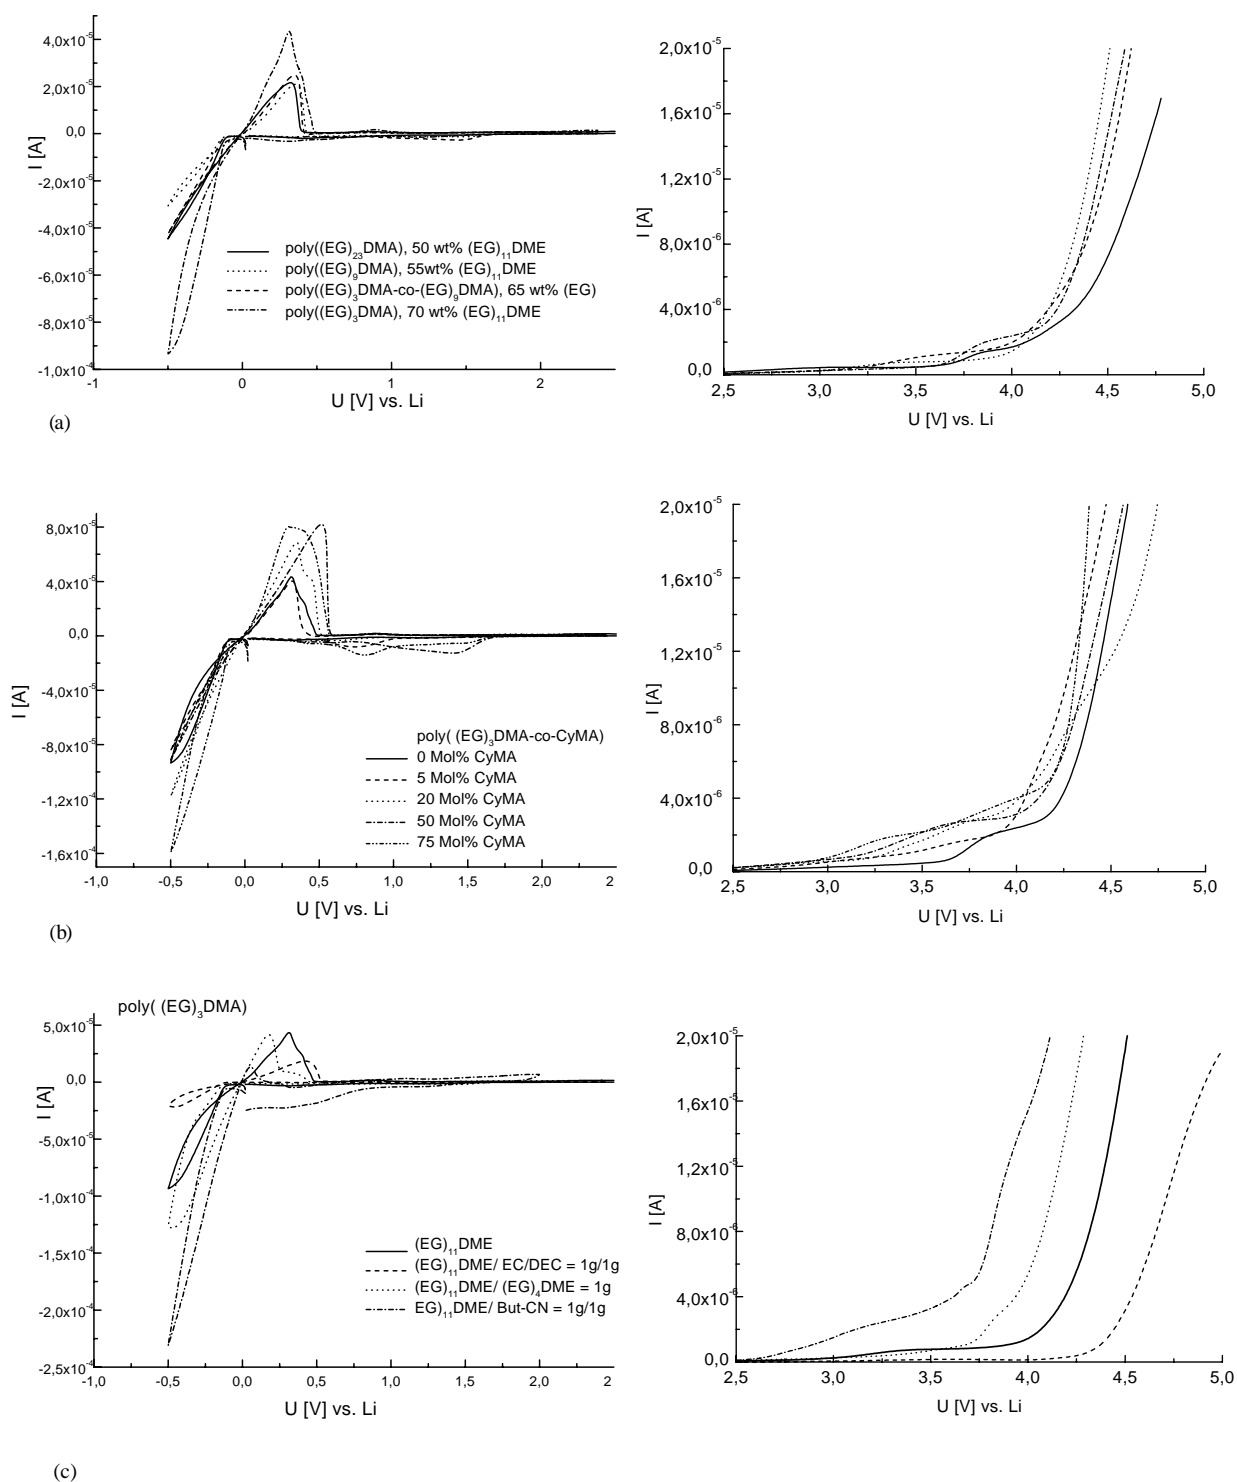 4,0x10⁻⁵
2,0x10⁻⁵
0,0
-2,0x10⁻⁵
-4,0x10⁻⁵
-6,0x10⁻⁵
-8,0x10⁻⁵
-1,0x10⁻⁴
I [A]
poly((EG)₂₃DMA), 50 wt% (EG)₁₁DME
poly((EG)₉DMA), 55wt% (EG)₁₁DME
poly((EG)₃DMA-co-(EG)₉DMA), 65 wt% (EG)
poly((EG)₃DMA), 70 wt% (EG)₁₁DME
-1 0 1 2
U [V] vs. Li
2,0x10⁻⁵
1,6x10⁻⁵
1,2x10⁻⁵
8,0x10⁻⁶
4,0x10⁻⁶
0,0
I [A]
2,5 3,0 3,5 4,0 4,5 5,0
U [V] vs. Li
(a)
8,0x10⁻⁵
4,0x10⁻⁵
0,0
-4,0x10⁻⁵
-8,0x10⁻⁵
-1,2x10⁻⁴
-1,6x10⁻⁴
I [A]
poly( (EG)₃DMA-co-CyMA)
0 Mol% CyMA
5 Mol% CyMA
20 Mol% CyMA
50 Mol% CyMA
75 Mol% CyMA
-1,0 -0,5 0,0 0,5 1,0 1,5 2,0 2
U [V] vs. Li
2,0x10⁻⁵
1,6x10⁻⁵
1,2x10⁻⁵
8,0x10⁻⁶
4,0x10⁻⁶
0,0
I [A]
2,5 3,0 3,5 4,0 4,5 5,0
U [V] vs. Li
(b)
poly( (EG)₃DMA)
5,0x10⁻⁵
0,0
-5,0x10⁻⁵
-1,0x10⁻⁴
-1,5x10⁻⁴
-2,0x10⁻⁴
-2,5x10⁻⁴
I [A]
(EG)₁₁DME
(EG)₁₁DME/ EC/DEC = 1g/1g
(EG)₁₁DME/ (EG)₄DME = 1g
EG)₁₁DME/ But-CN = 1g/1g
-1,0 -0,5 0,0 0,5 1,0 1,5 2,0 2
U [V] vs. Li
2,0x10⁻⁵
1,6x10⁻⁵
1,2x10⁻⁵
8,0x10⁻⁶
4,0x10⁻⁶
0,0
I [A]
2,5 3,0 3,5 4,0 4,5 5,0
U [V] vs. Li
(c)